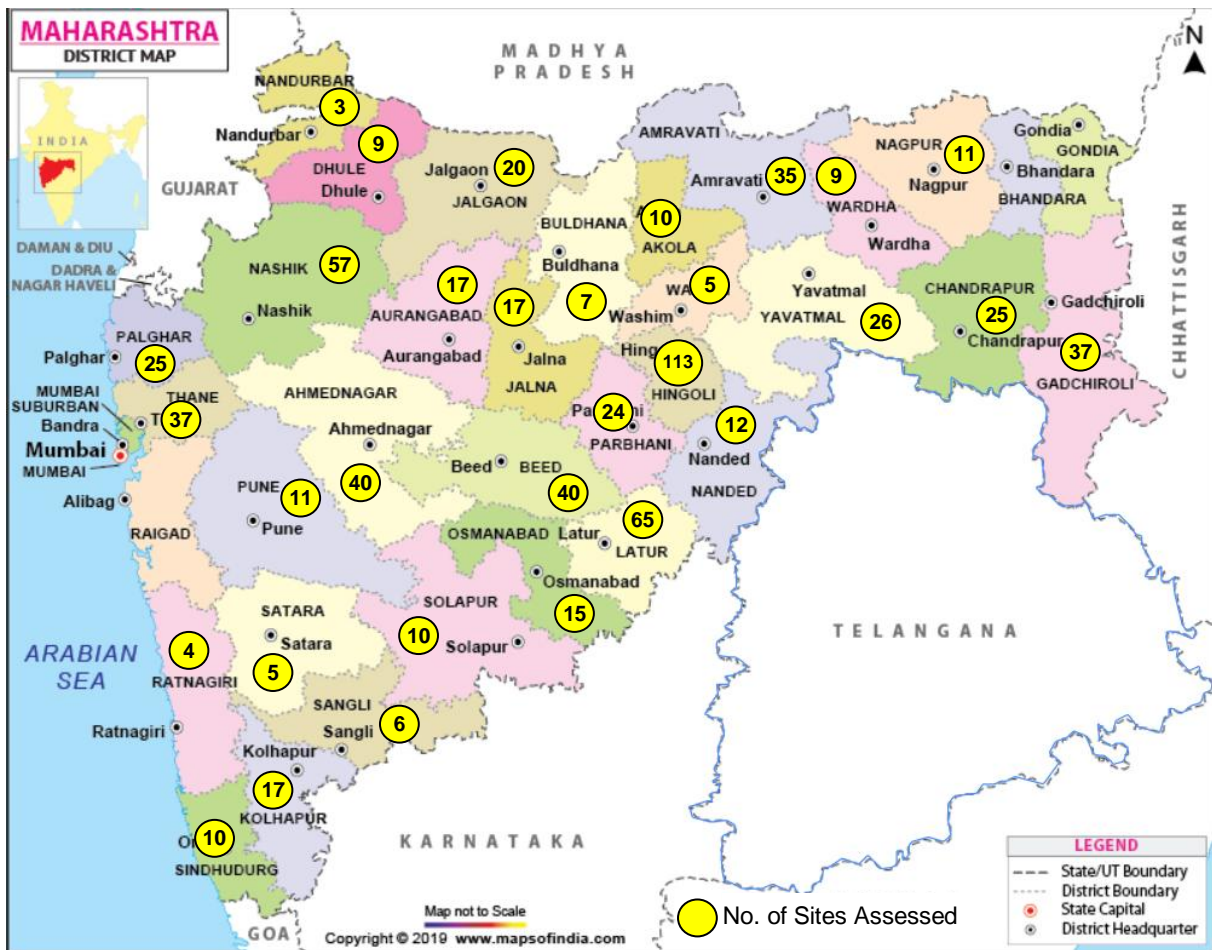 MAHARASHTRA
DISTRICT MAP
INDIA
MADHYA
PRADESH
N
NANDURBAR
3
Nandurbar
9
DHULE
Dhule
GUJARAT
Jalgaon
20
JALGAON
AMRAVATI
Amravati
35
9
WARDHA
Wardha
NAGPUR
11
Nagpur
Bhandara
BHANDARA
Gondia
GONDIA
CHHATTISGARH
BULDHANA
Buldhana
7
10
AKOLA
DAMAN & DIU
DADRA &
NAGAR HAVELI
NASHIK
57
Nashik
17
AURANGABAD
Aurangabad
17
Jalna
JALNA
5
Washim
Yavatmal
YAVATMAL
26
CHANDRAPUR
25
Chandrapur
Gadchiroli
37
GADCHIROLI
PALGHAR
Palghar
25
MUMBAI
SUBURBAN
Bandra
Mumbai
MUMBAI
THANE
37
AHMEDNAGAR
Ahmednagar
40
113
HINGOLI
24
PARBHANI
12
Nanded
NANDED
Beed
BEED
40
Alibag
RAIGAD
PUNE
11
Pune
65
Latur
LATUR
OSMANABAD
Osmanabad
15
SATARA
Satara
5
SOLAPUR
10
Solapur
TELANGANA
ARABIAN
SEA
4
RATNAGIRI
Ratnagiri
SANGLI
Sangli
6
Kolhapur
17
KOLHAPUR
10
SINDHUDURG
KARNATAKA
GOA
Map not to Scale
Copyright © 2019 www.mapsofindia.com
No. of Sites Assessed
LEGEND
State/UT Boundary
District Boundary
State Capital
District Headquarter